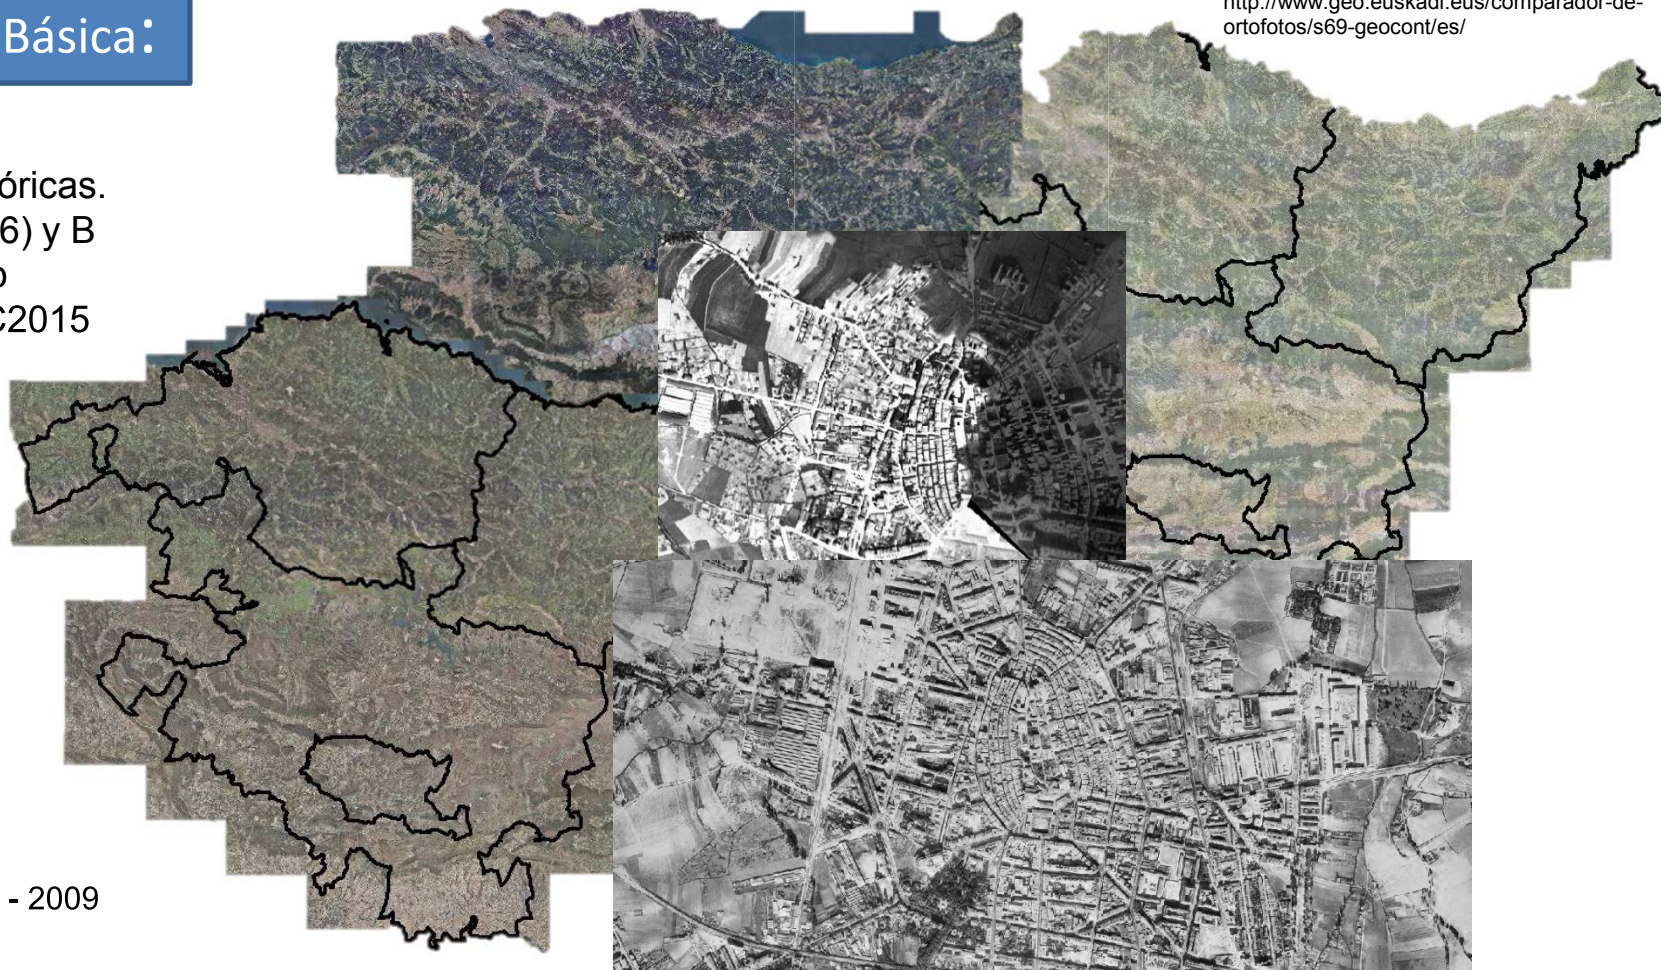 Básica:
http://www.geo.euskadi.eus/comparador-de-
ortofotos/s69-geocont/es/
óricas.
6) y B
o
C2015
- 2009